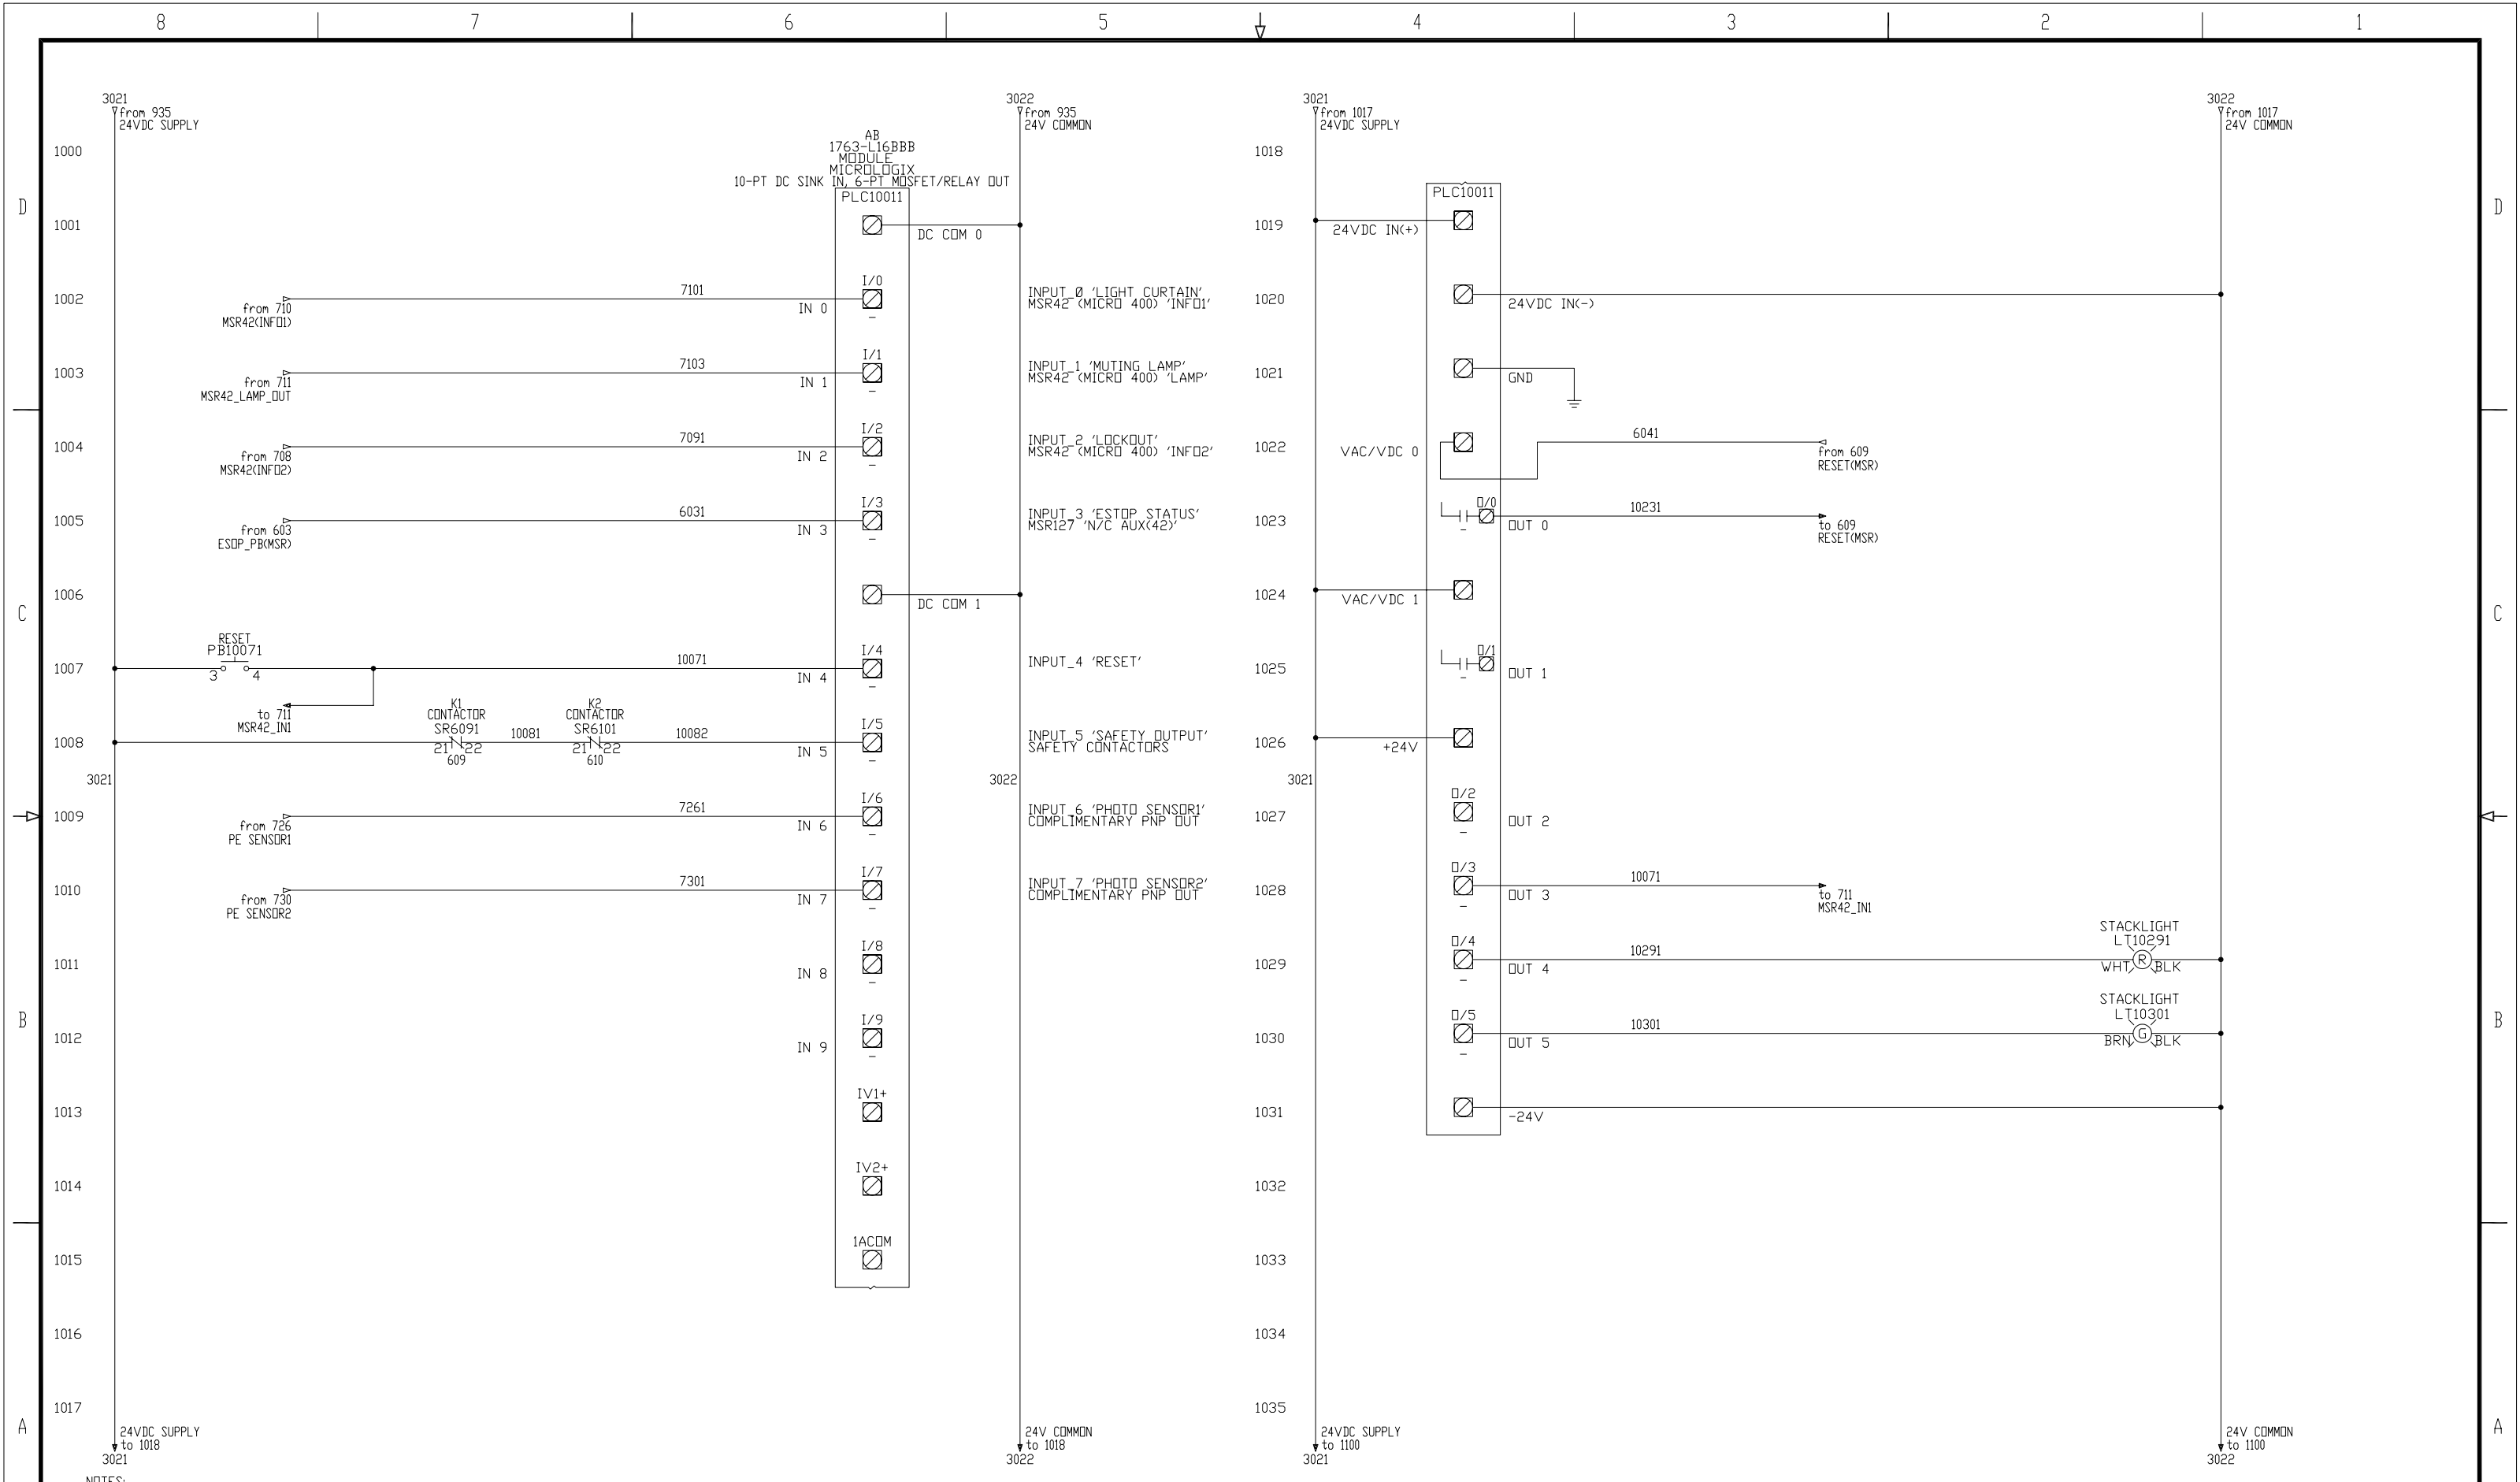 8 7 6 5 4 3 2 1
D
C
B
A
D
C
B
A
3021
from 935
24VDC SUPPLY
3022
from 935
24V COMMON
AB
1763-L16BBB
MODULE
MICROLOGIX
10-PT DC SINK IN, 6-PT MOSFET/RELAY OUT
PLC10011
1000
1001
DC COM 0
1002
from 710
MSR42(INFO1)
7101
IN 0
I/0
-
INPUT_0 'LIGHT CURTAIN'
MSR42 (MICRO 400) 'INFO1'
1003
from 711
MSR42_LAMP_OUT
7103
IN 1
I/1
-
INPUT_1 'MUTING LAMP'
MSR42 (MICRO 400) 'LAMP'
1004
from 708
MSR42(INFO2)
7091
IN 2
I/2
-
INPUT_2 'LOCKOUT'
MSR42 (MICRO 400) 'INFO2'
1005
from 603
ESOP_PB(MSR)
6031
IN 3
I/3
-
INPUT_3 'ESTOP STATUS'
MSR127 'N/C AUX(42)'
1006
DC COM 1
1007
RESET
PB10071
3 4
10071
IN 4
I/4
-
INPUT_4 'RESET'
to 711
MSR42_IN1
1008
K1
CONTACTOR
SR6091
21 22
609
10081
K2
CONTACTOR
SR6101
21 22
610
10082
IN 5
I/5
-
INPUT_5 'SAFETY OUTPUT'
SAFETY CONTACTORS
3021
3022
1009
from 726
PE SENSOR1
7261
IN 6
I/6
-
INPUT_6 'PHOTO SENSOR1'
COMPLIMENTARY PNP OUT
1010
from 730
PE SENSOR2
7301
IN 7
I/7
-
INPUT_7 'PHOTO SENSOR2'
COMPLIMENTARY PNP OUT
1011
IN 8
I/8
-
1012
IN 9
I/9
-
1013
IV1+
1014
IV2+
1015
1ACOM
1016
1017
24VDC SUPPLY
to 1018
3021
24V COMMON
to 1018
3022
3021
from 1017
24VDC SUPPLY
3022
from 1017
24V COMMON
1018
PLC10011
1019
24VDC IN(+)
1020
24VDC IN(-)
1021
GND
1022
VAC/VDC 0
6041
from 609
RESET(MSR)
1023
O/0
-
OUT 0
10231
to 609
RESET(MSR)
1024
VAC/VDC 1
1025
O/1
-
OUT 1
1026
+24V
3021
1027
O/2
-
OUT 2
1028
O/3
-
OUT 3
10071
to 711
MSR42_IN1
1029
O/4
-
OUT 4
10291
STACKLIGHT
LT10291
WHT R BLK
1030
O/5
-
OUT 5
10301
STACKLIGHT
LT10301
BRN G BLK
1031
-24V
1032
1033
1034
1035
24VDC SUPPLY
to 1100
3021
24V COMMON
to 1100
3022
NOTES: